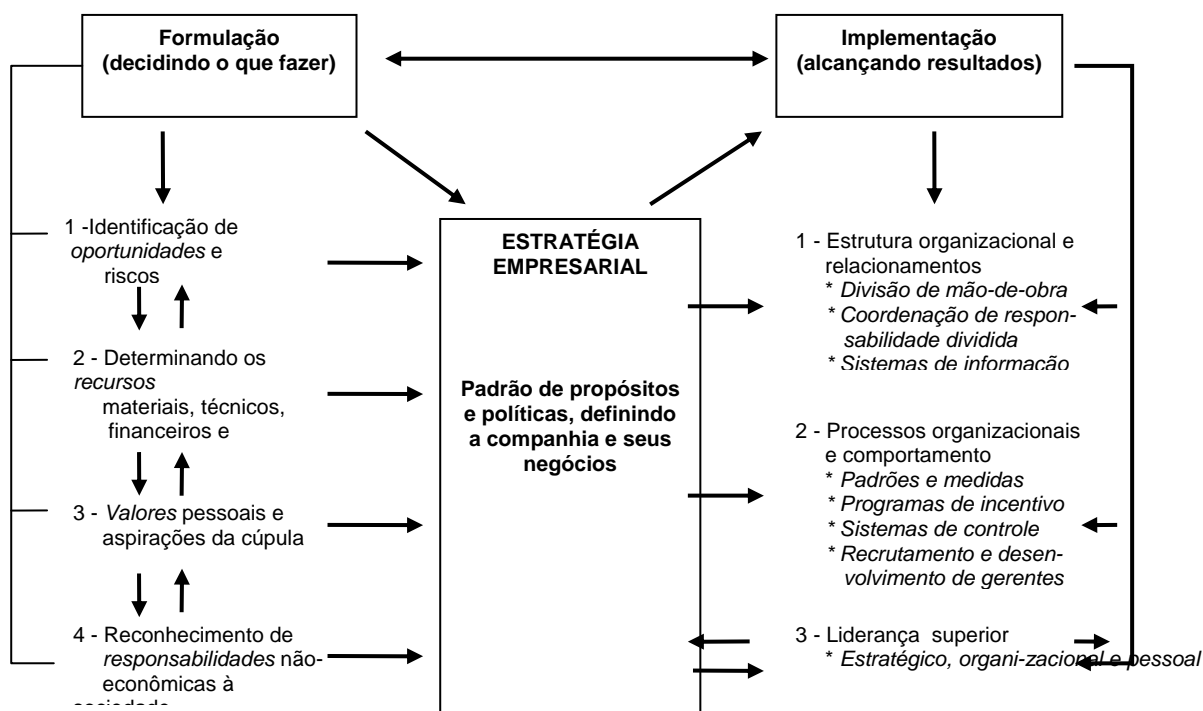 Formulação
(decidindo o que fazer)
Implementação
(alcançando resultados)
1 -Identificação de
oportunidades e
riscos
2 - Determinando os
recursos
materiais, técnicos,
financeiros e
3 - Valores pessoais e
aspirações da cúpula
4 - Reconhecimento de
responsabilidades não-
econômicas à
sociedade
ESTRATÉGIA
EMPRESARIAL
Padrão de propósitos
e políticas, definindo
a companhia e seus
negócios
1 - Estrutura organizacional e
relacionamentos
* Divisão de mão-de-obra
* Coordenação de respon-
sabilidade dividida
* Sistemas de informação
2 - Processos organizacionais
e comportamento
* Padrões e medidas
* Programas de incentivo
* Sistemas de controle
* Recrutamento e desen-
volvimento de gerentes
3 - Liderança superior
* Estratégico, organi-zacional e pessoal